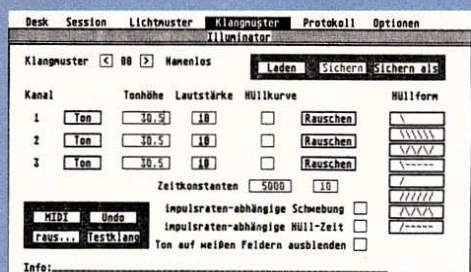 Desk Session Lichtmuster Klangmuster Protokoll Optionen
Illuminator
Klangmuster < 00 > Namenlos
Laden Sichern Sichern als
Kanal Tonhöhe Lautstärke Hüllkurve Hüllform
1 Ton 30.5 10 Rauschen
2 Ton 30.5 10 Rauschen
3 Ton 30.5 10 Rauschen
Zeitkonstanten 5000 10
MIDI Undo
raus... Testklang
impulsraten-abhängige Schwebung
impulsraten-abhängige Hüll-Zeit
Ton auf weißen Feldern ausblenden
Info: